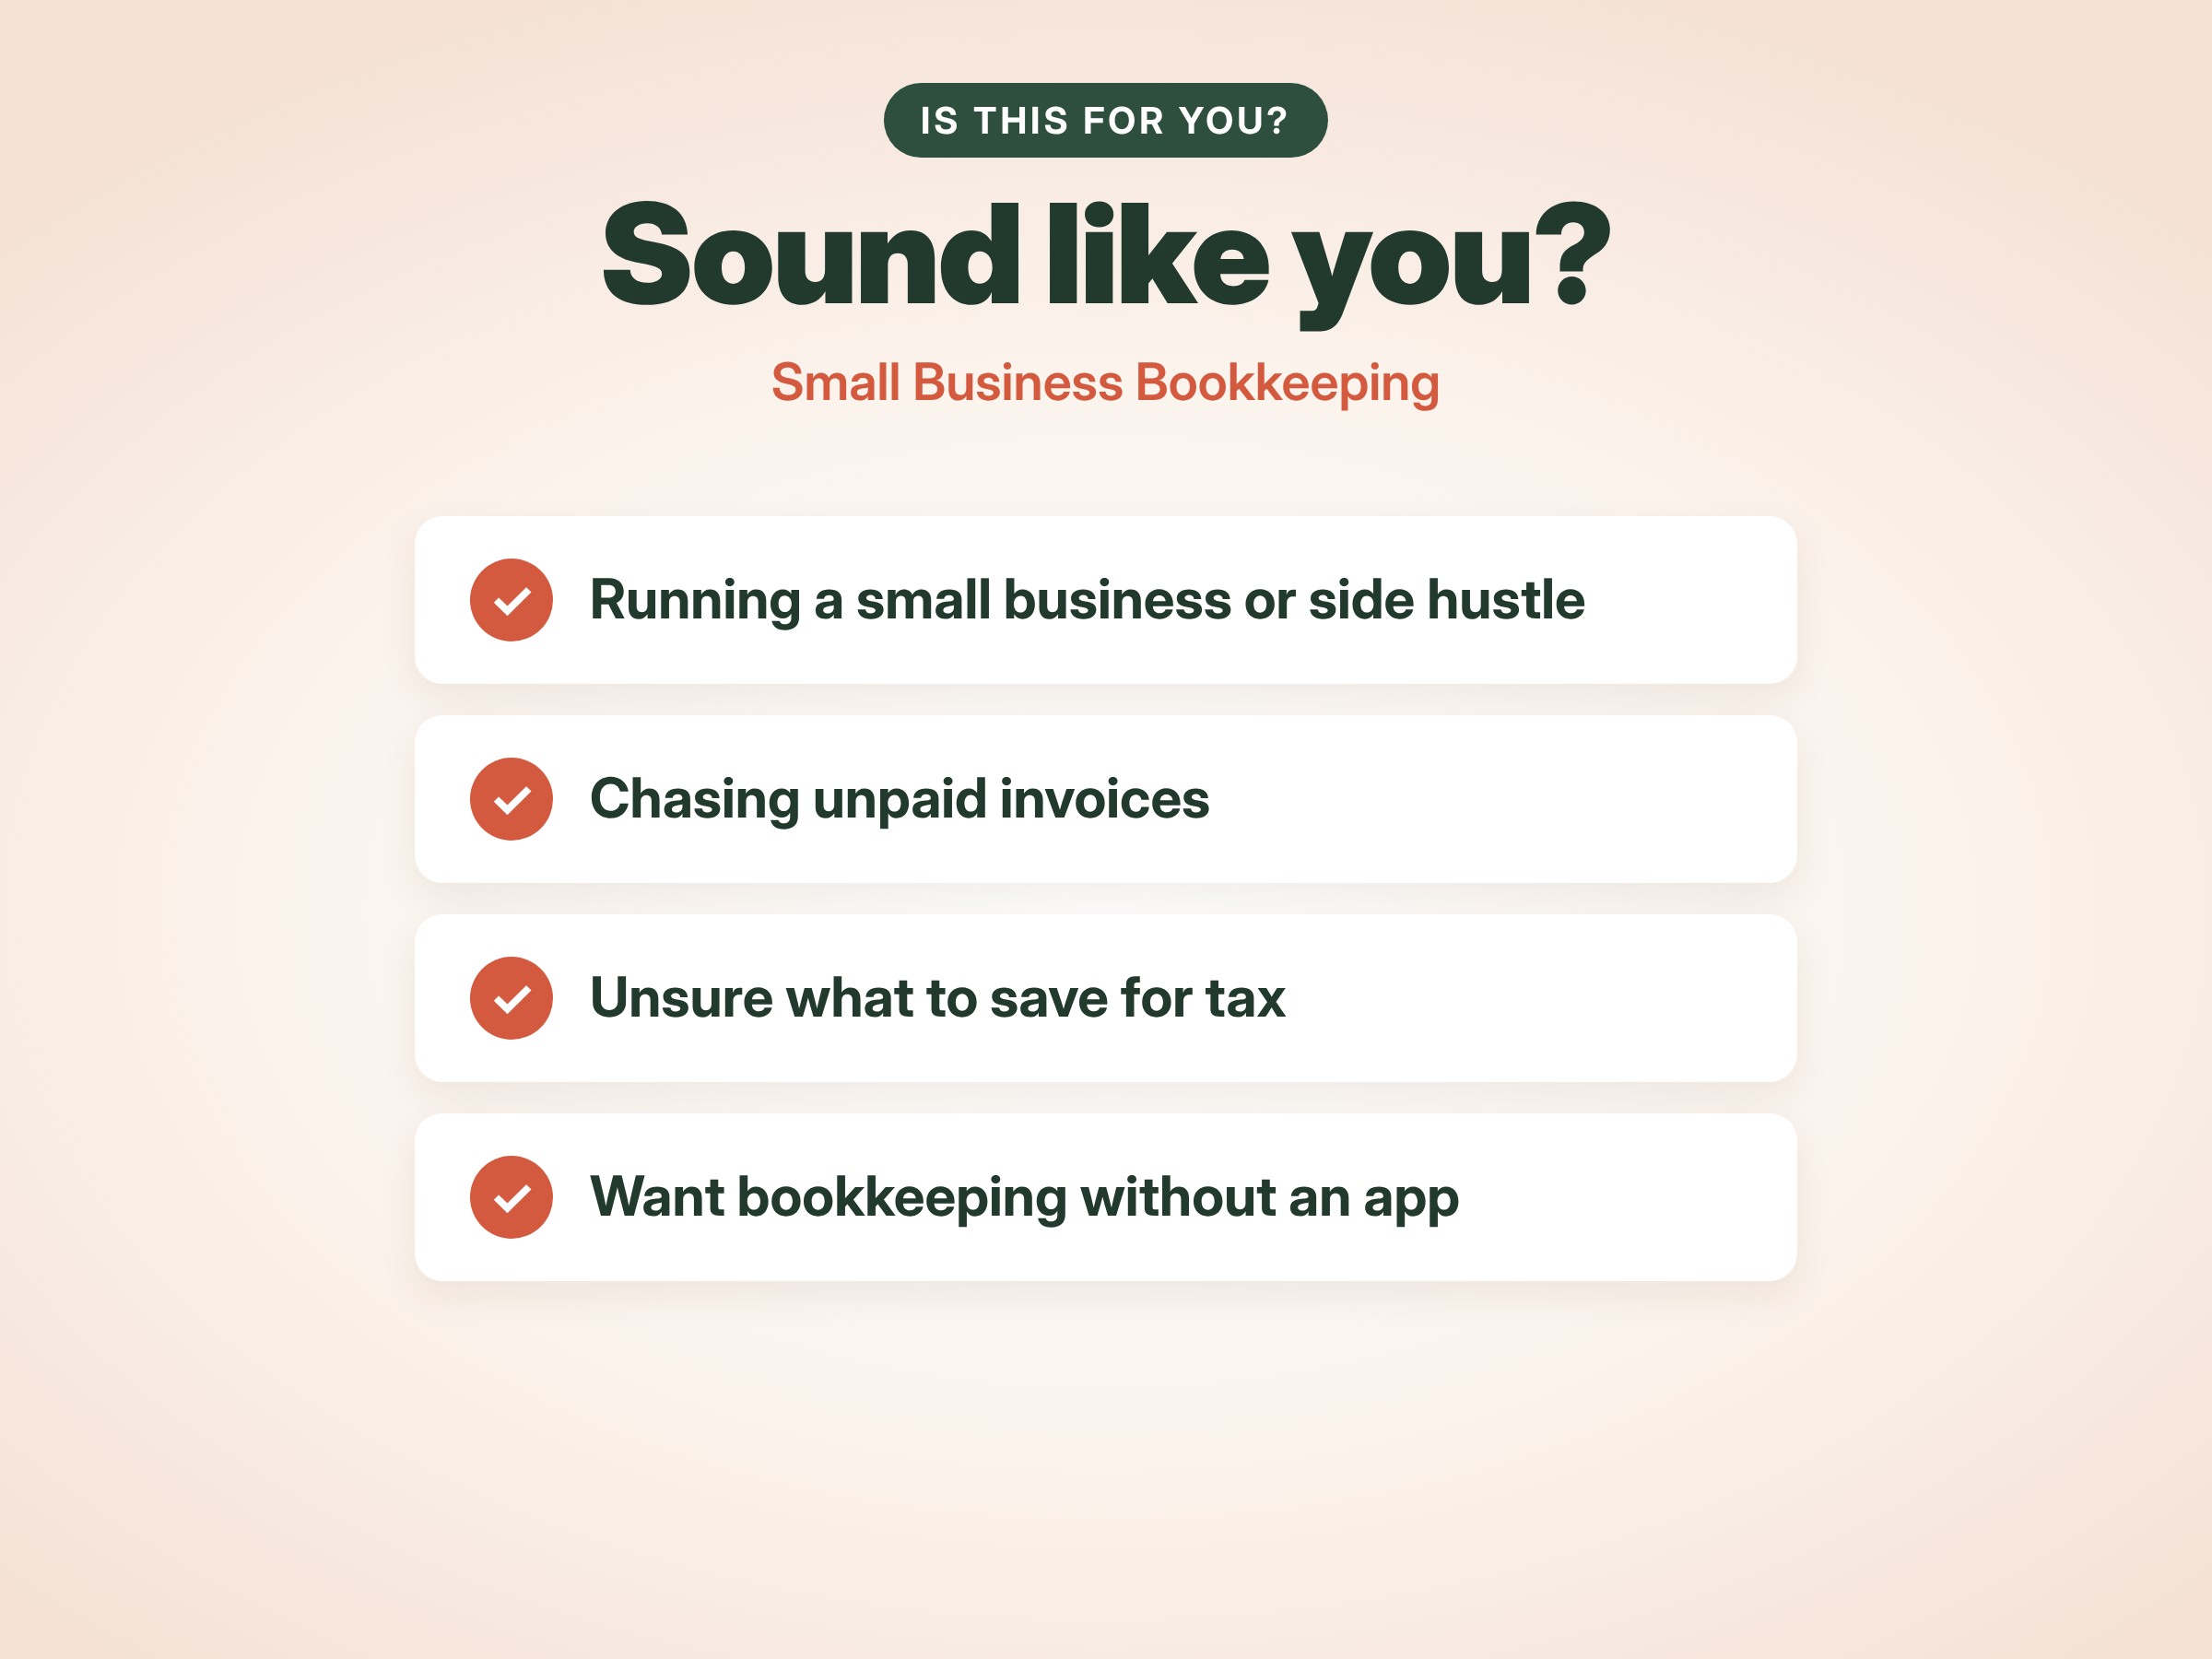 IS THIS FOR YOU?
Sound like you?
Small Business Bookkeeping
Running a small business or side hustle
Chasing unpaid invoices
Unsure what to save for tax
Want bookkeeping without an app